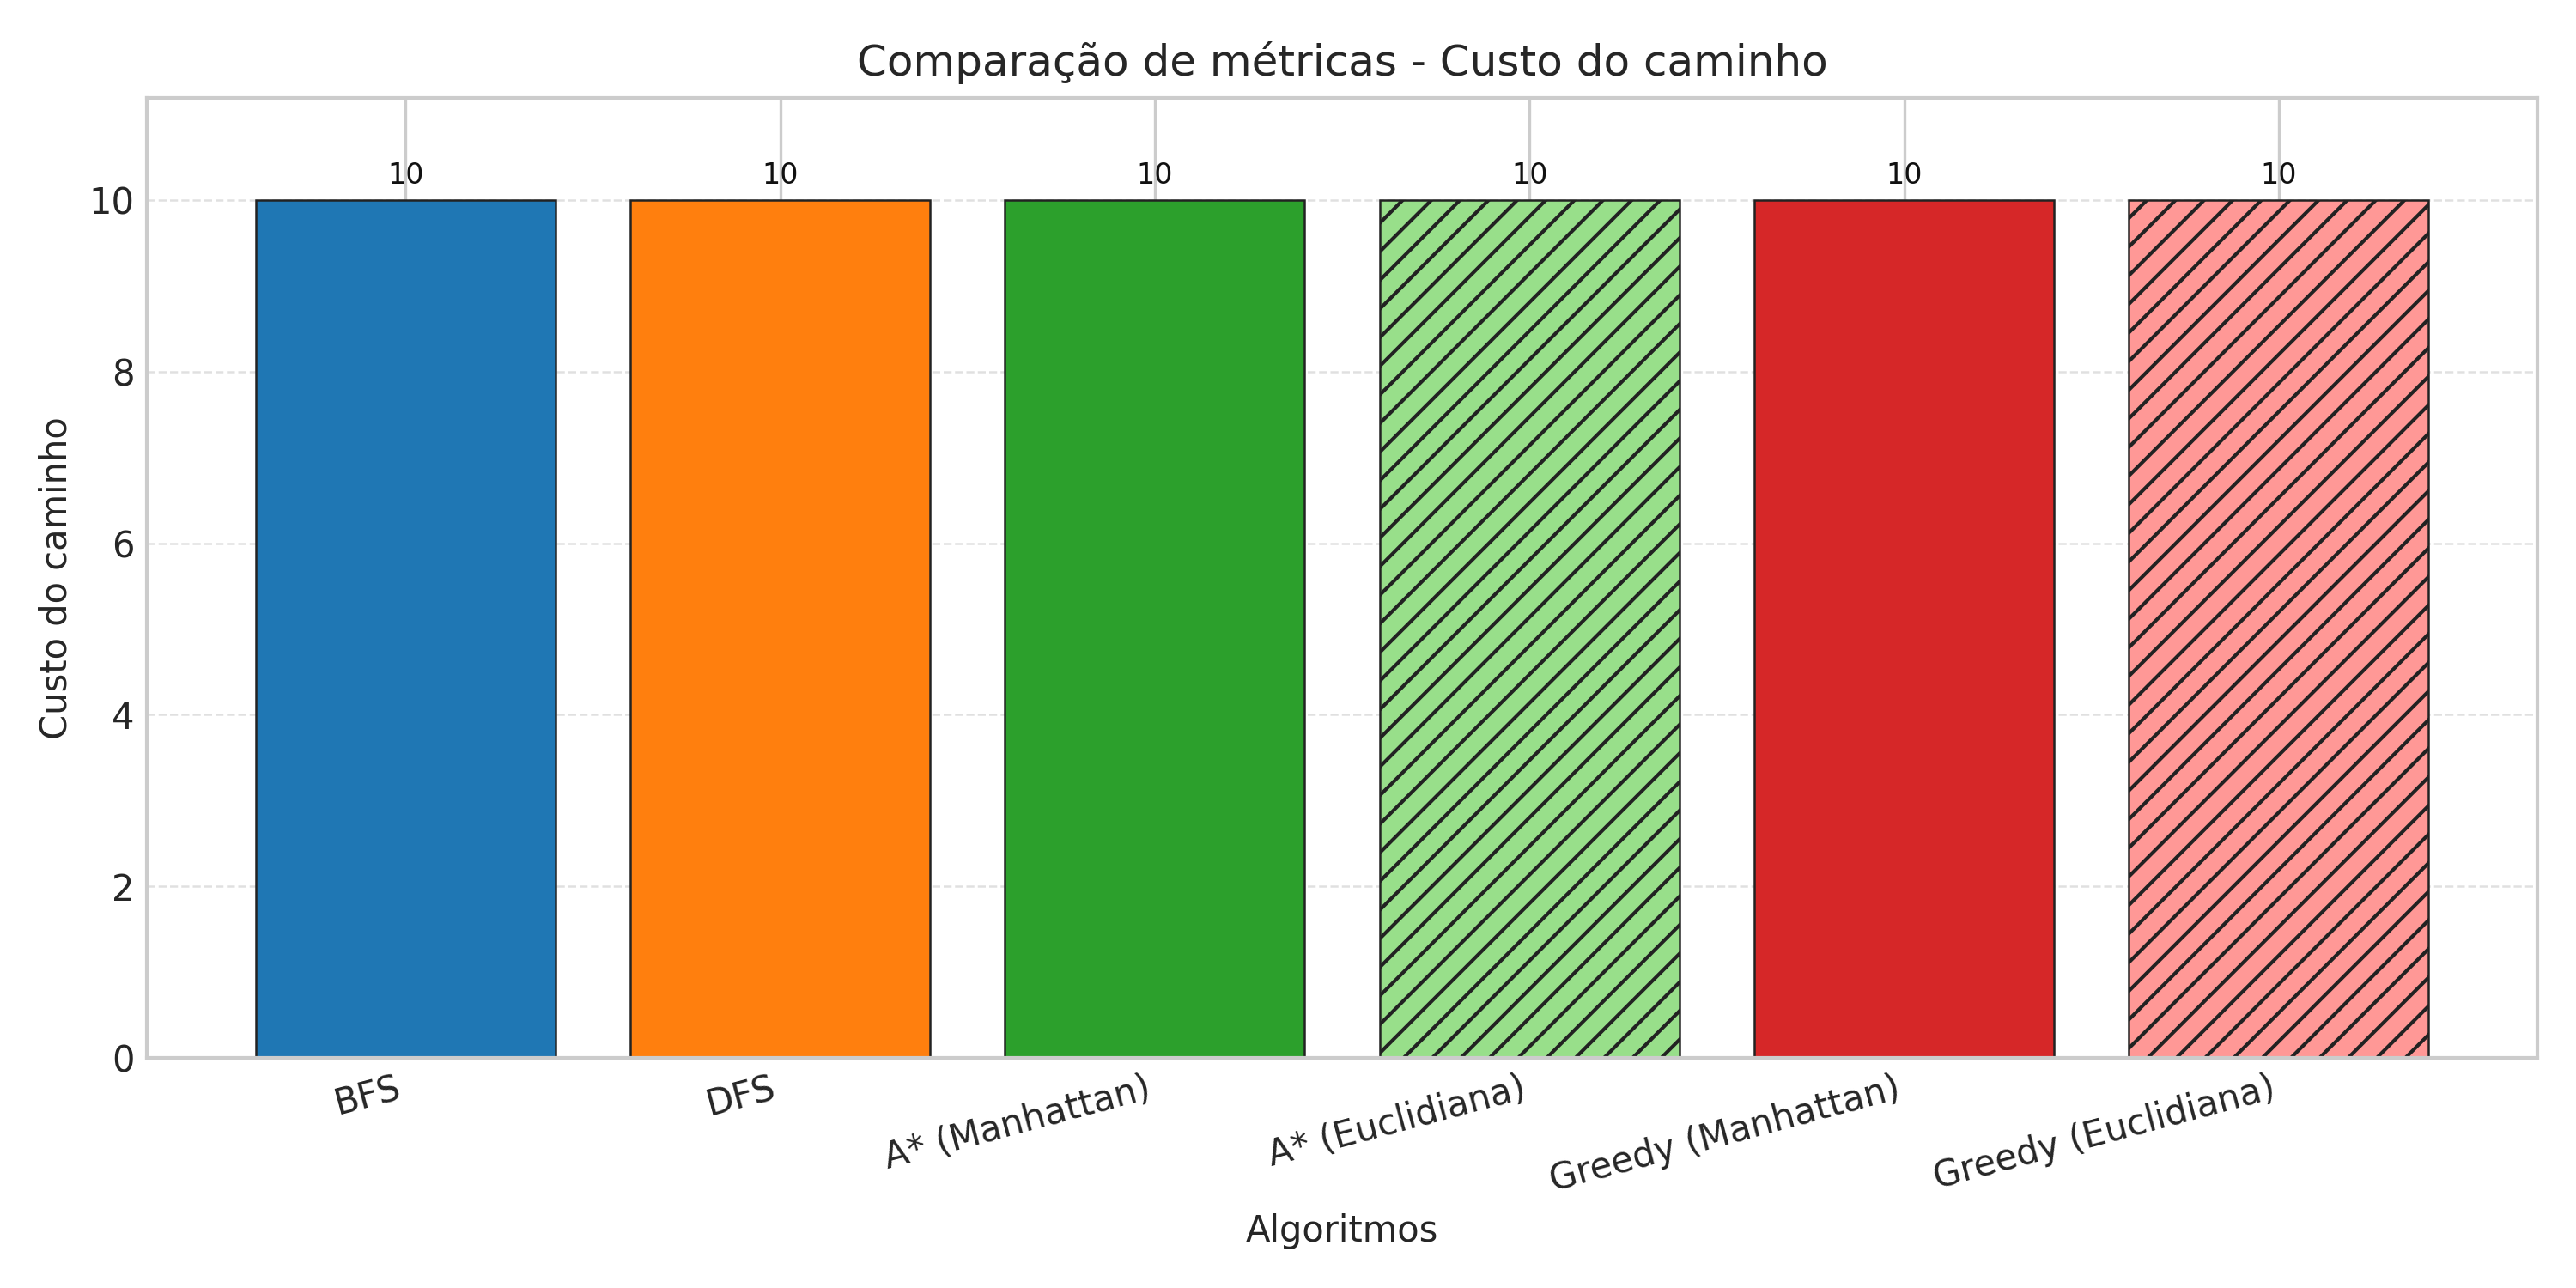 Comparação de métricas - Custo do caminho
10 10 10 10 10 10
Custo do caminho
10
8
6
4
2
0
BFS
DFS
A* (Manhattan)
A* (Euclidiana)
Greedy (Manhattan)
Greedy (Euclidiana)
Algoritmos